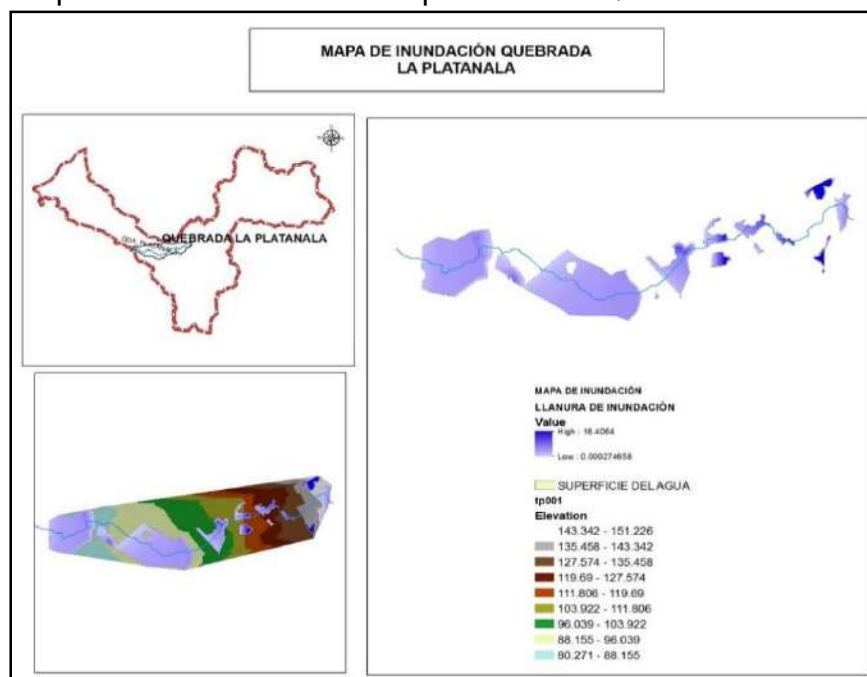 MAPA DE INUNDACIÓN QUEBRADA
LA PLATANALA
QUEBRADA LA PLATANALA
MAPA DE INUNDACIÓN
LLANURA DE INUNDACIÓN
Value
High : 16.4064
Low : 0.000274658
SUPERFICIE DEL AGUA
tp001
Elevation
143.342 - 151.226
135.458 - 143.342
127.574 - 135.458
119.69 - 127.574
111.806 - 119.69
103.922 - 111.806
96.039 - 103.922
88.155 - 96.039
80.271 - 88.155